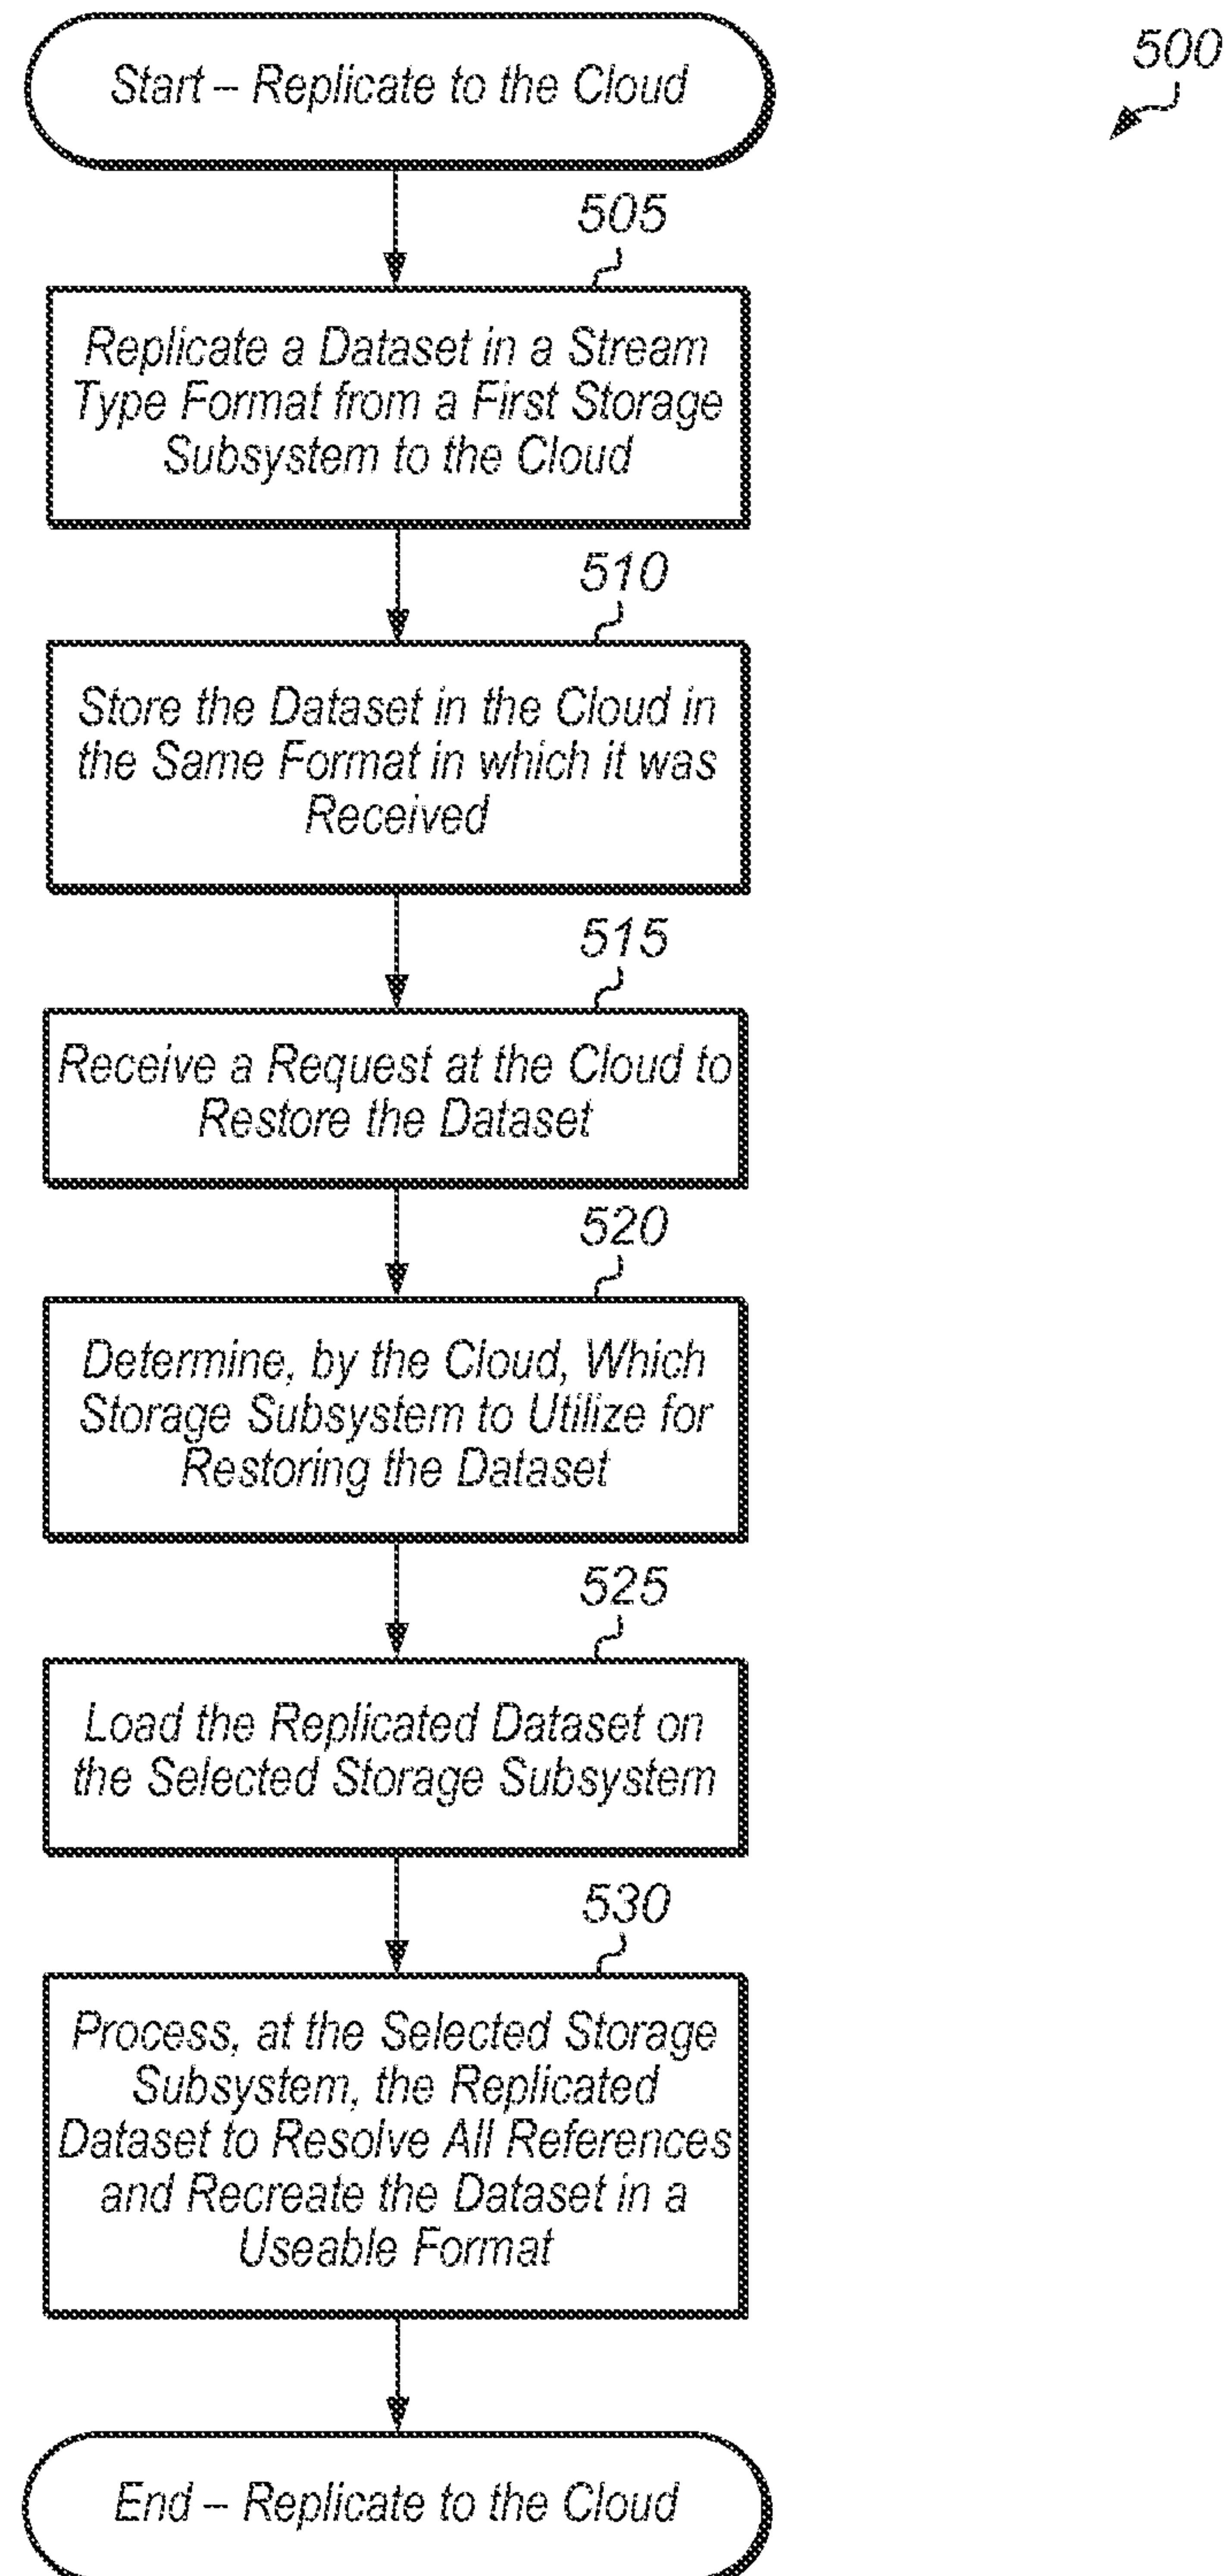 Start – Replicate to the Cloud
500
505
Replicate a Dataset in a Stream
Type Format from a First Storage
Subsystem to the Cloud
510
Store the Dataset in the Cloud in
the Same Format in which it was
Received
515
Receive a Request at the Cloud to
Restore the Dataset
520
Determine, by the Cloud, Which
Storage Subsystem to Utilize for
Restoring the Dataset
525
Load the Replicated Dataset on
the Selected Storage Subsystem
530
Process, at the Selected Storage
Subsystem, the Replicated
Dataset to Resolve All References
and Recreate the Dataset in a
Useable Format
End – Replicate to the Cloud